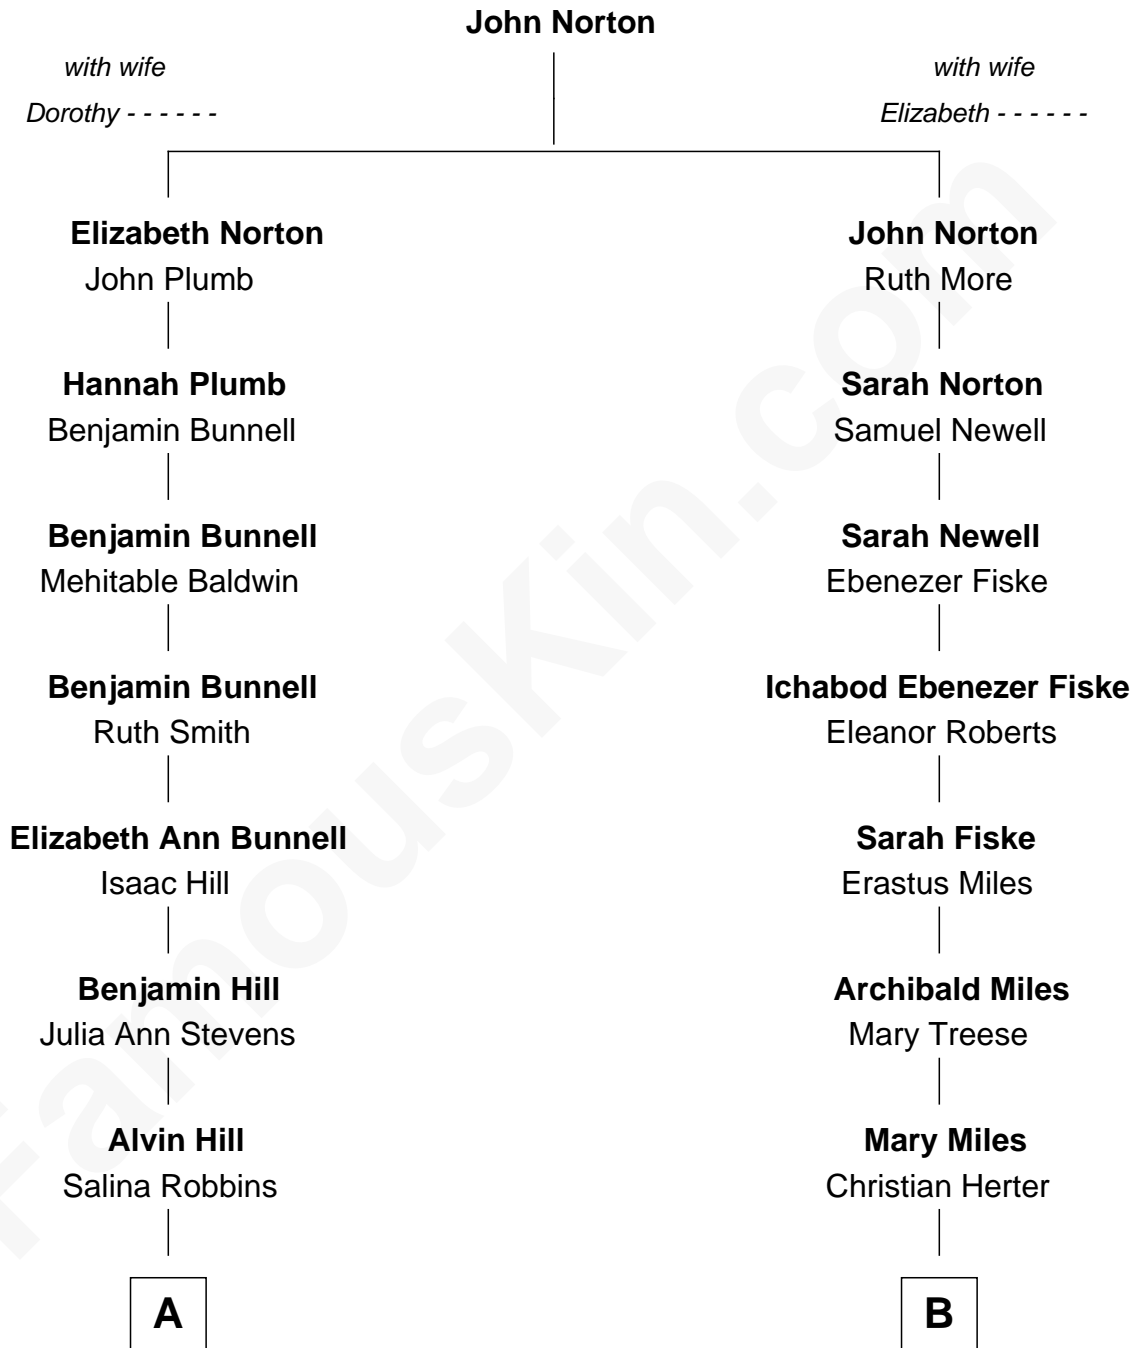 John Norton
with wife
Dorothy - - - - - -
with wife
Elizabeth - - - - - -
Elizabeth Norton
John Plumb
John Norton
Ruth More
Hannah Plumb
Benjamin Bunnell
Sarah Norton
Samuel Newell
Benjamin Bunnell
Mehitable Baldwin
Sarah Newell
Ebenezer Fiske
Benjamin Bunnell
Ruth Smith
Ichabod Ebenezer Fiske
Eleanor Roberts
Elizabeth Ann Bunnell
Isaac Hill
Sarah Fiske
Erastus Miles
Benjamin Hill
Julia Ann Stevens
Archibald Miles
Mary Treese
Alvin Hill
Salina Robbins
Mary Miles
Christian Herter
A
B
FamousKin.com